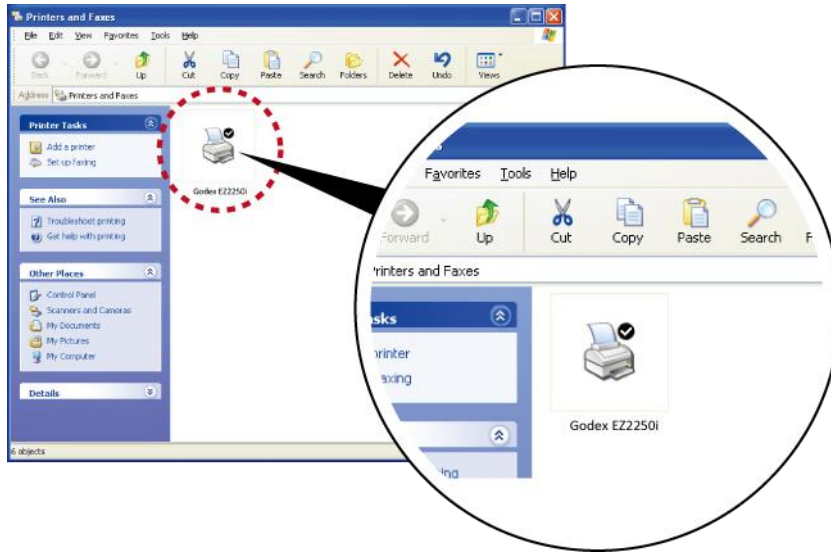 Printers and Faxes
File Edit View Favorites Tools Help
Back Forward Up Cut Copy Paste Search Folders Delete Undo Views
Address Printers and Faxes
Printer Tasks
Add a printer
Set up faxing
See Also
Troubleshoot printing
Get help with printing
Other Places
Control Panel
Scanners and Cameras
My Documents
My Pictures
My Computer
Details
6 objects
Godex EZ2250i
s
Favorites Tools Help
Forward Up Cut Copy Paste Search F
Printers and Faxes
asks
printer
axing
ing
Godex EZ2250i